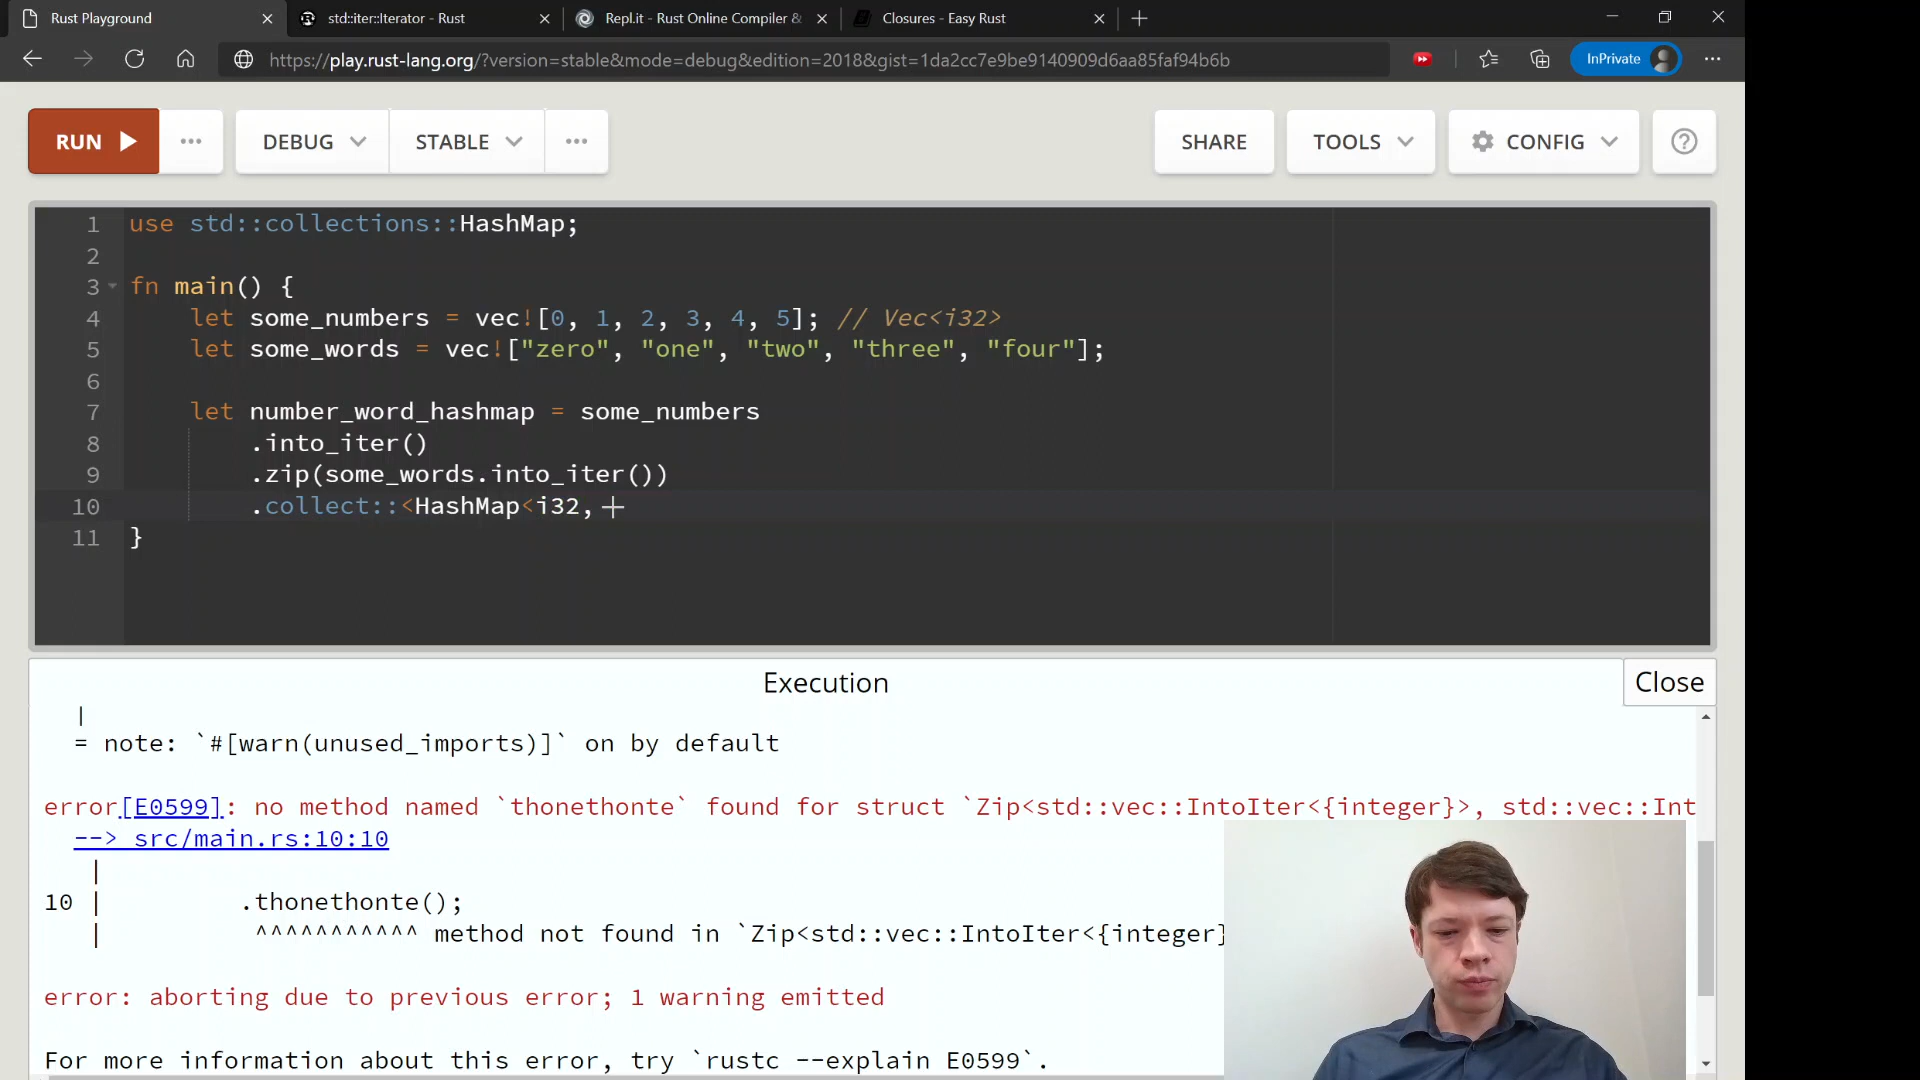 Rust Playground
std::iter::Iterator - Rust
Repl.it - Rust Online Compiler &
Closures - Easy Rust
https://play.rust-lang.org/?version=stable&mode=debug&edition=2018&gist=1da2cc7e9be9140909d6aa85faf94b6b
InPrivate
RUN
DEBUG
STABLE
SHARE
TOOLS
CONFIG
1 use std::collections::HashMap;
2
3 fn main() {
4 let some_numbers = vec![0, 1, 2, 3, 4, 5]; // Vec<i32>
5 let some_words = vec!["zero", "one", "two", "three", "four"];
6
7 let number_word_hashmap = some_numbers
8 .into_iter()
9 .zip(some_words.into_iter())
10 .collect::<HashMap<i32,
11 }
Execution
Close
|
= note: `#[warn(unused_imports)]` on by default
error[E0599]: no method named `thonethonte` found for struct `Zip<std::vec::IntoIter<{integer}>, std::vec::Int
--> src/main.rs:10:10
|
10 | .thonethonte();
| ^^^^^^^^^^^ method not found in `Zip<std::vec::IntoIter<{integer}
error: aborting due to previous error; 1 warning emitted
For more information about this error, try `rustc --explain E0599`.